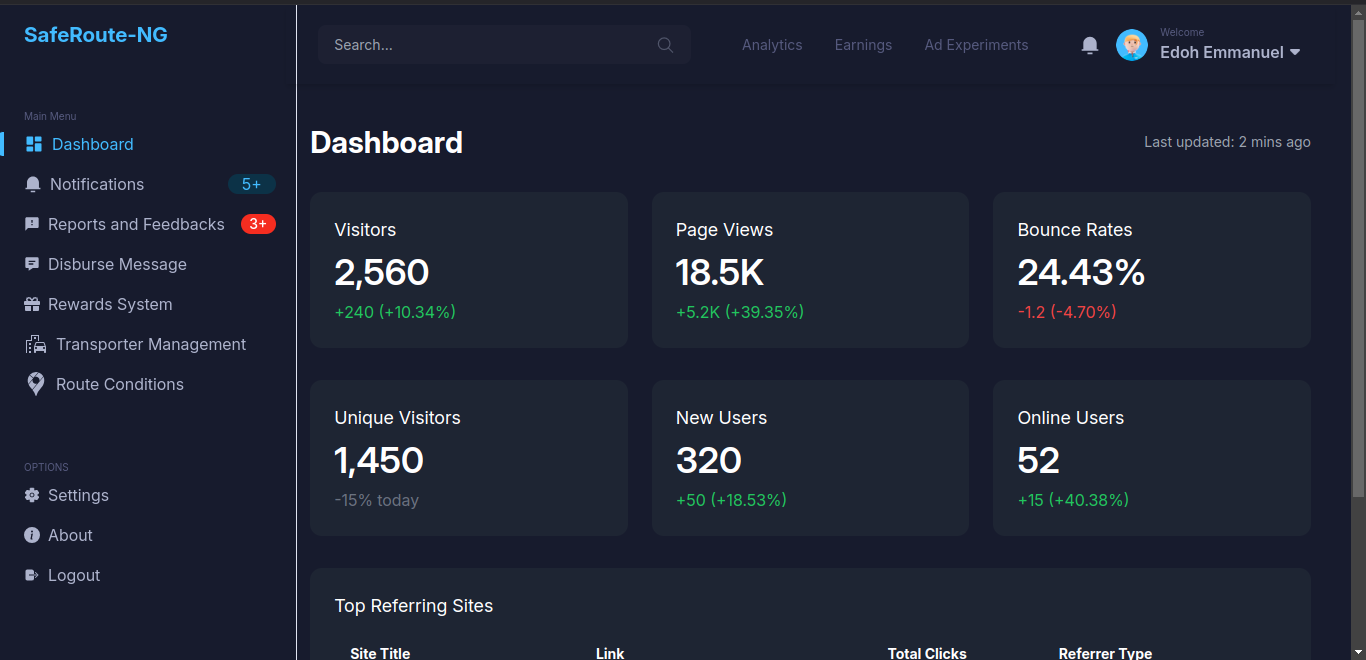 SafeRoute-NG
Search...
Analytics
Earnings
Ad Experiments
Welcome
Edoh Emmanuel
Main Menu
Dashboard
Notifications
5+
Reports and Feedbacks
3+
Disburse Message
Rewards System
Transporter Management
Route Conditions
OPTIONS
Settings
About
Logout
Dashboard
Last updated: 2 mins ago
Visitors
2,560
+240 (+10.34%)
Page Views
18.5K
+5.2K (+39.35%)
Bounce Rates
24.43%
-1.2 (-4.70%)
Unique Visitors
1,450
-15% today
New Users
320
+50 (+18.53%)
Online Users
52
+15 (+40.38%)
Top Referring Sites
Site Title
Link
Total Clicks
Referrer Type